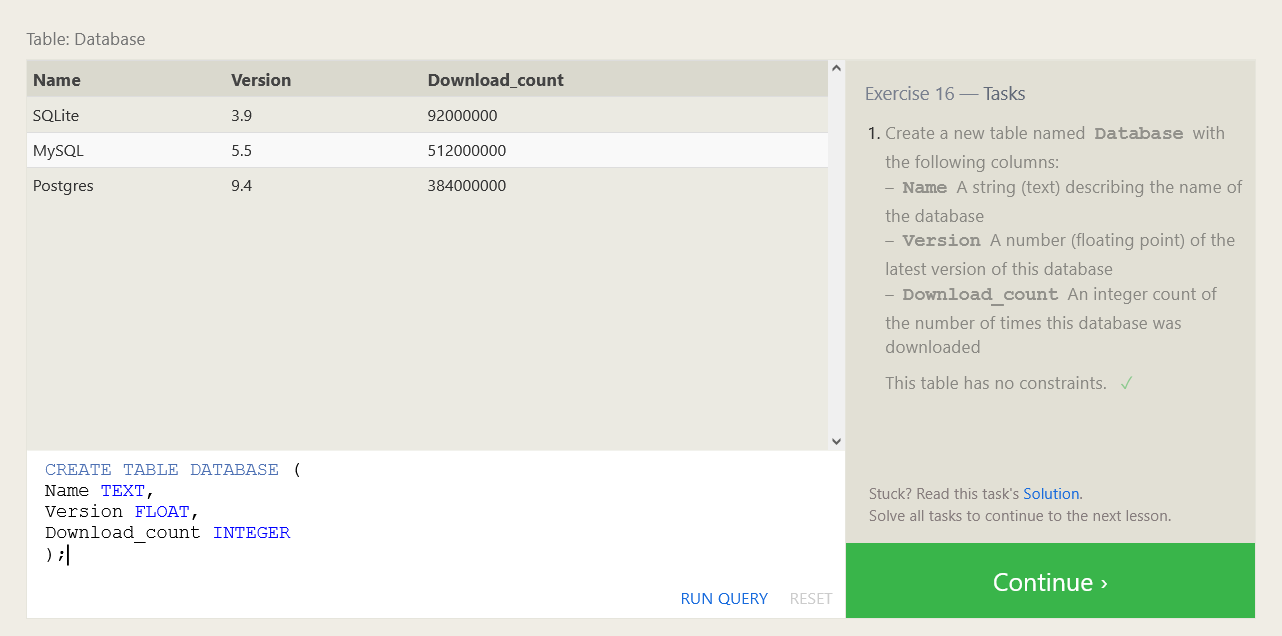 Table: Database
Name Version Download_count
SQLite 3.9 92000000
MySQL 5.5 512000000
Postgres 9.4 384000000
CREATE TABLE DATABASE (
Name TEXT,
Version FLOAT,
Download_count INTEGER
);
RUN QUERY RESET
Exercise 16 — Tasks
1. Create a new table named Database with
the following columns:
– Name A string (text) describing the name of
the database
– Version A number (floating point) of the
latest version of this database
– Download_count An integer count of
the number of times this database was
downloaded
This table has no constraints. ✓
Stuck? Read this task's Solution.
Solve all tasks to continue to the next lesson.
Continue ›